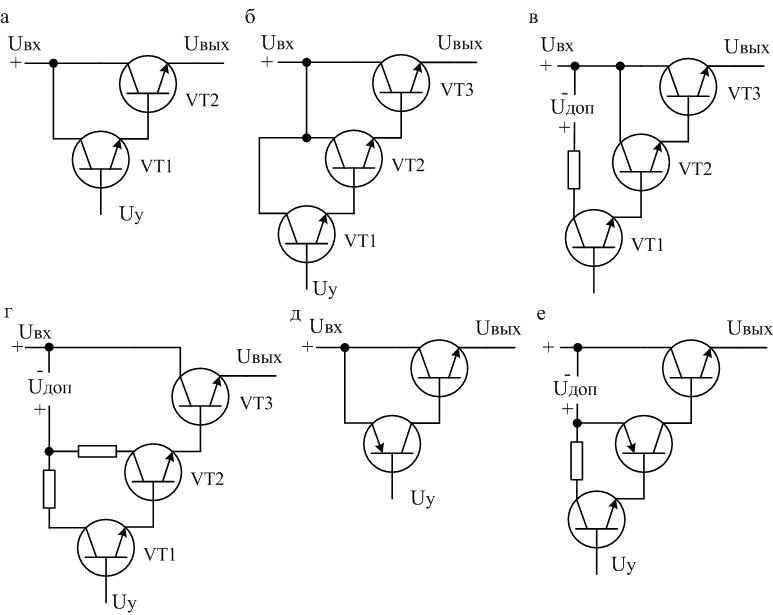 а
Uвх
Uвых
+
VT2
VT1
Uу
б
Uвх
Uвых
+
VT3
VT2
VT1
Uу
в
Uвх
Uвых
+
-
Uдоп
+
VT3
VT2
VT1
г
Uвх
+
-
Uдоп
+
Uвых
VT3
VT2
VT1
Uу
д
Uвх
Uвых
+
Uу
е
Uвых
+
-
Uдоп
+
Uу